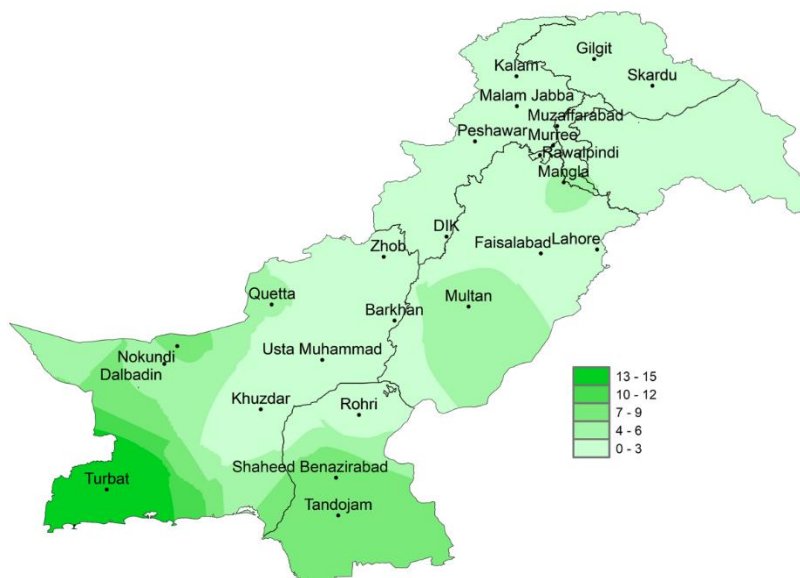 Gilgit
Kalam
Skardu
Malam Jabba
Muzaffarabad
Peshawar
Murree
Rawalpindi
Mangla
DIK
Zhob
Faisalabad
Lahore
Quetta
Multan
Barkhan
Nokundi
Usta Muhammad
Dalbadin
Khuzdar
Rohri
Shaheed Benazirabad
Turbat
Tandojam
13 - 15
10 - 12
7 - 9
4 - 6
0 - 3